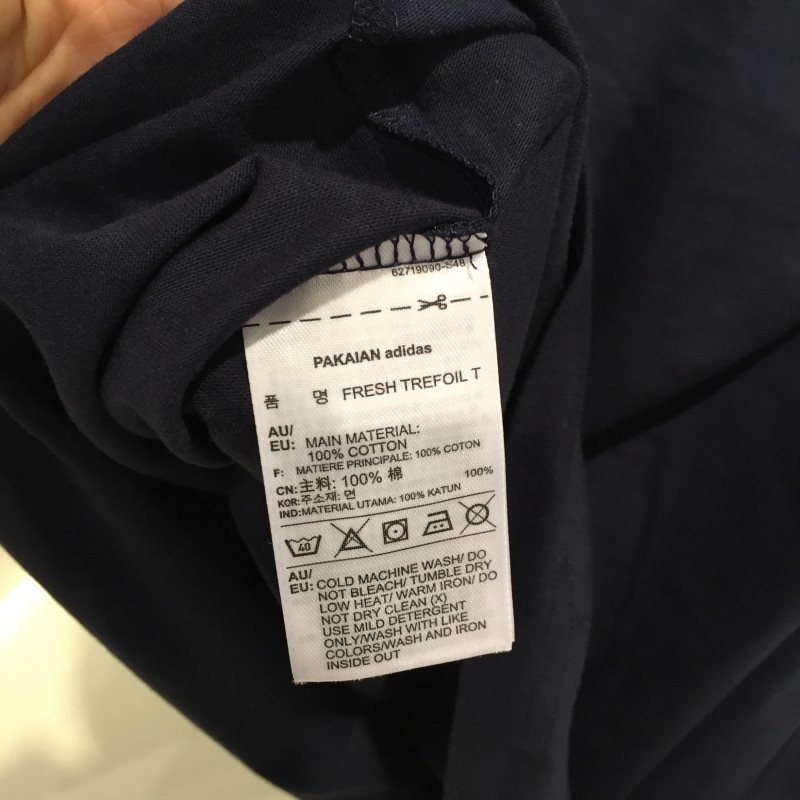 62719090-S48
PAKAIAN adidas
품 명 FRESH TREFOIL T
AU/
EU: MAIN MATERIAL:
100% COTTON
F: MATIERE PRINCIPALE: 100% COTON
CN:主料: 100% 棉
KOR:주소재: 면 100%
IND:MATERIAL UTAMA: 100% KATUN
40
AU/
EU: COLD MACHINE WASH/ DO
NOT BLEACH/ TUMBLE DRY
LOW HEAT/ WARM IRON/ DO
NOT DRY CLEAN (X)
USE MILD DETERGENT
ONLY/WASH WITH LIKE
COLORS/WASH AND IRON
INSIDE OUT